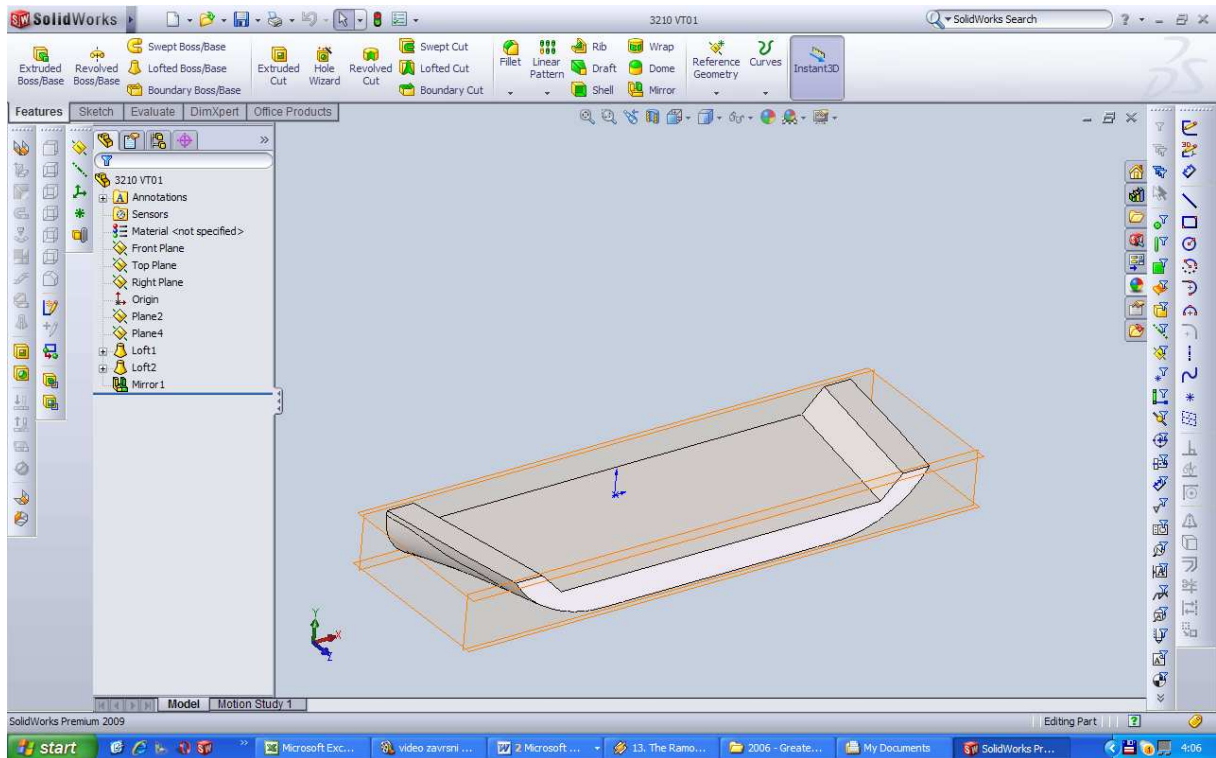 SolidWorks
3210 VT01
SolidWorks Search
Extruded Boss/Base
Revolved Boss/Base
Swept Boss/Base
Lofted Boss/Base
Boundary Boss/Base
Extruded Cut
Hole Wizard
Revolved Cut
Swept Cut
Lofted Cut
Boundary Cut
Fillet
Linear Pattern
Rib
Draft
Shell
Wrap
Dome
Mirror
Reference Geometry
Curves
Instant3D
Features Sketch Evaluate DimXpert Office Products
3210 VT01
Annotations
Sensors
Material <not specified>
Front Plane
Top Plane
Right Plane
Origin
Plane2
Plane4
Loft1
Loft2
Mirror1
Y
X
Z
Model Motion Study 1
SolidWorks Premium 2009
Editing Part
start
Microsoft Exc...
video zavrsni ...
2 Microsoft ...
13. The Ramo...
2006 - Greate...
My Documents
SolidWorks Pr...
4:06